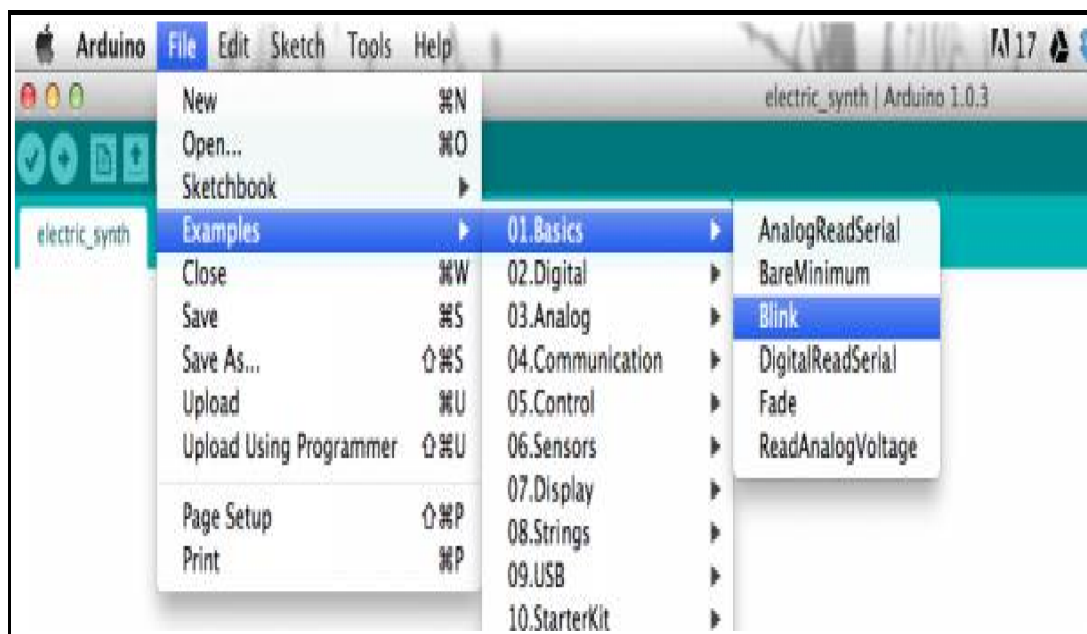 Arduino File Edit Sketch Tools Help 17
electric_synth | Arduino 1.0.3
electric_synth
New ⌘N
Open... ⌘O
Sketchbook
Examples
Close ⌘W
Save ⌘S
Save As... ⇧⌘S
Upload ⌘U
Upload Using Programmer ⇧⌘U
Page Setup ⇧⌘P
Print ⌘P
01.Basics
02.Digital
03.Analog
04.Communication
05.Control
06.Sensors
07.Display
08.Strings
09.USB
10.StarterKit
AnalogReadSerial
BareMinimum
Blink
DigitalReadSerial
Fade
ReadAnalogVoltage